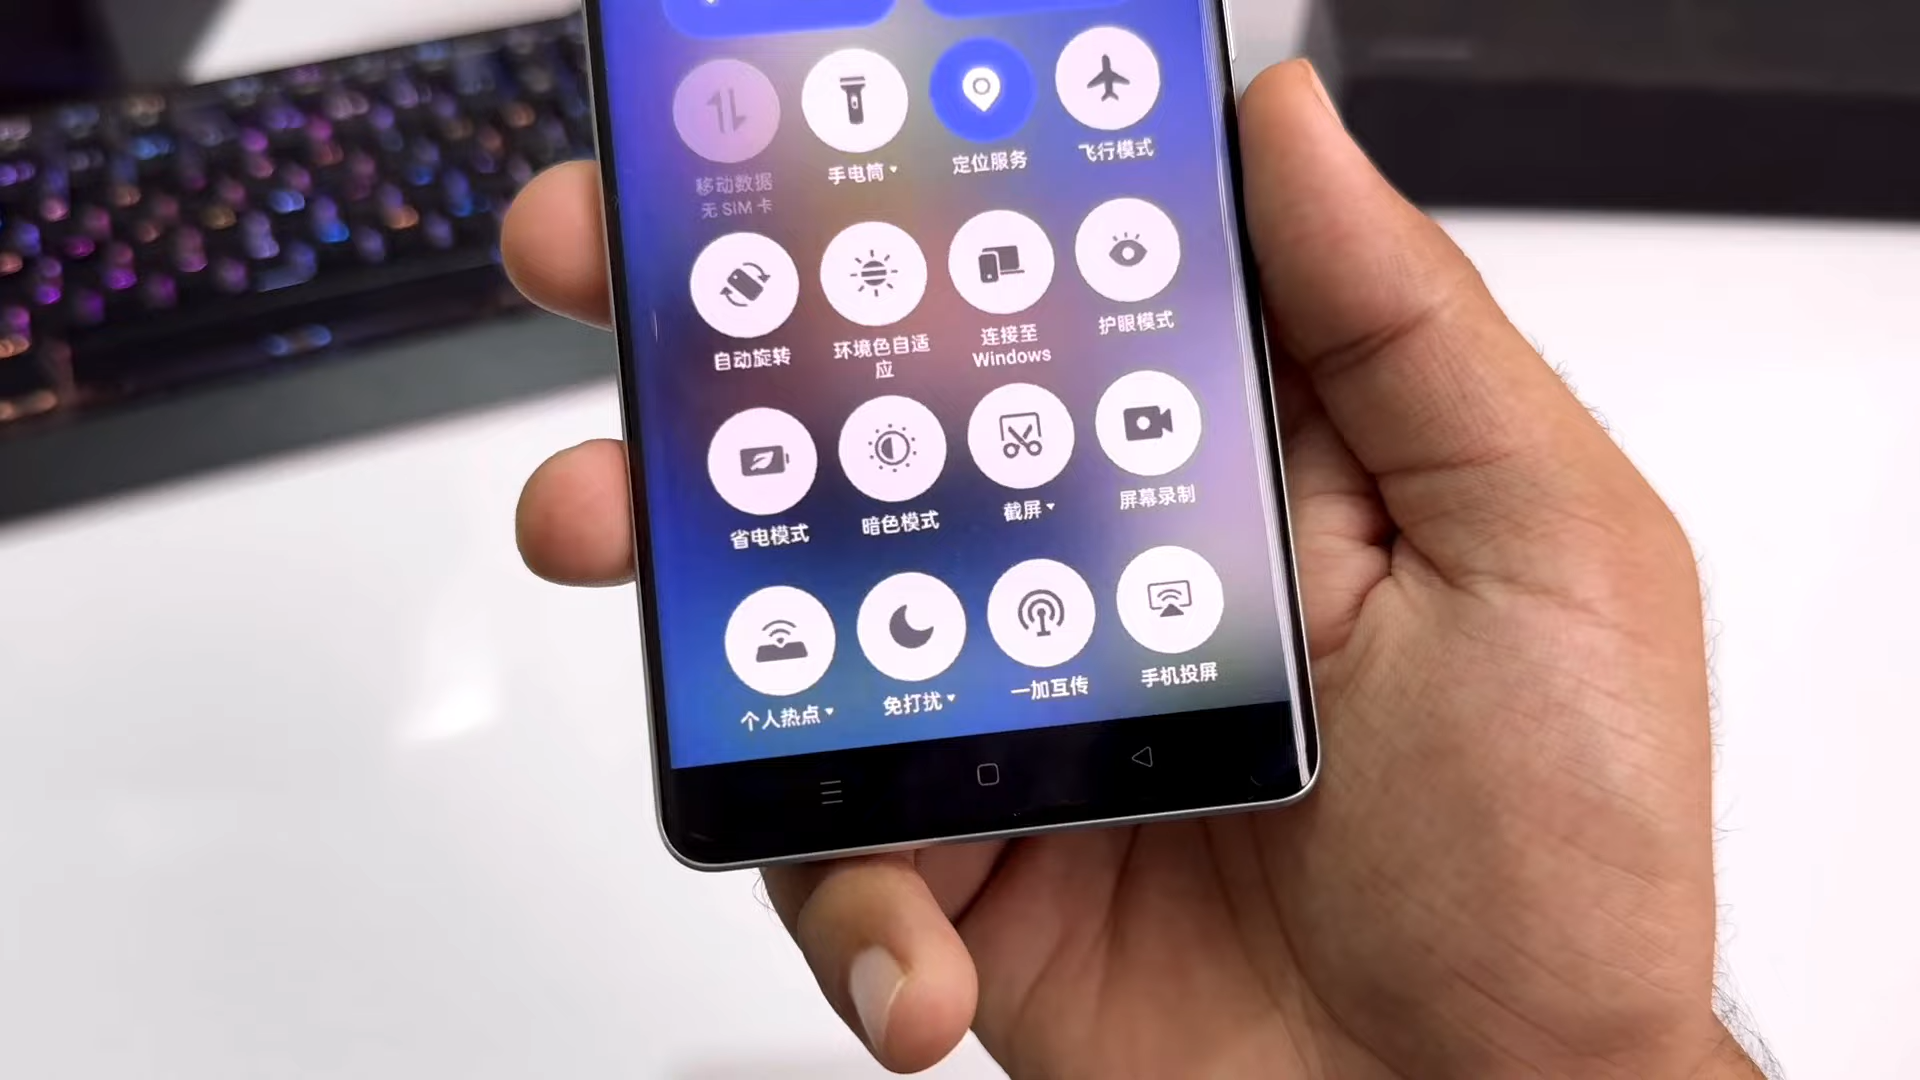 移动数据
无 SIM 卡
手电筒
定位服务
飞行模式
自动旋转
环境色自适
应
连接至
Windows
护眼模式
省电模式
暗色模式
截屏
屏幕录制
个人热点
免打扰
一加互传
手机投屏